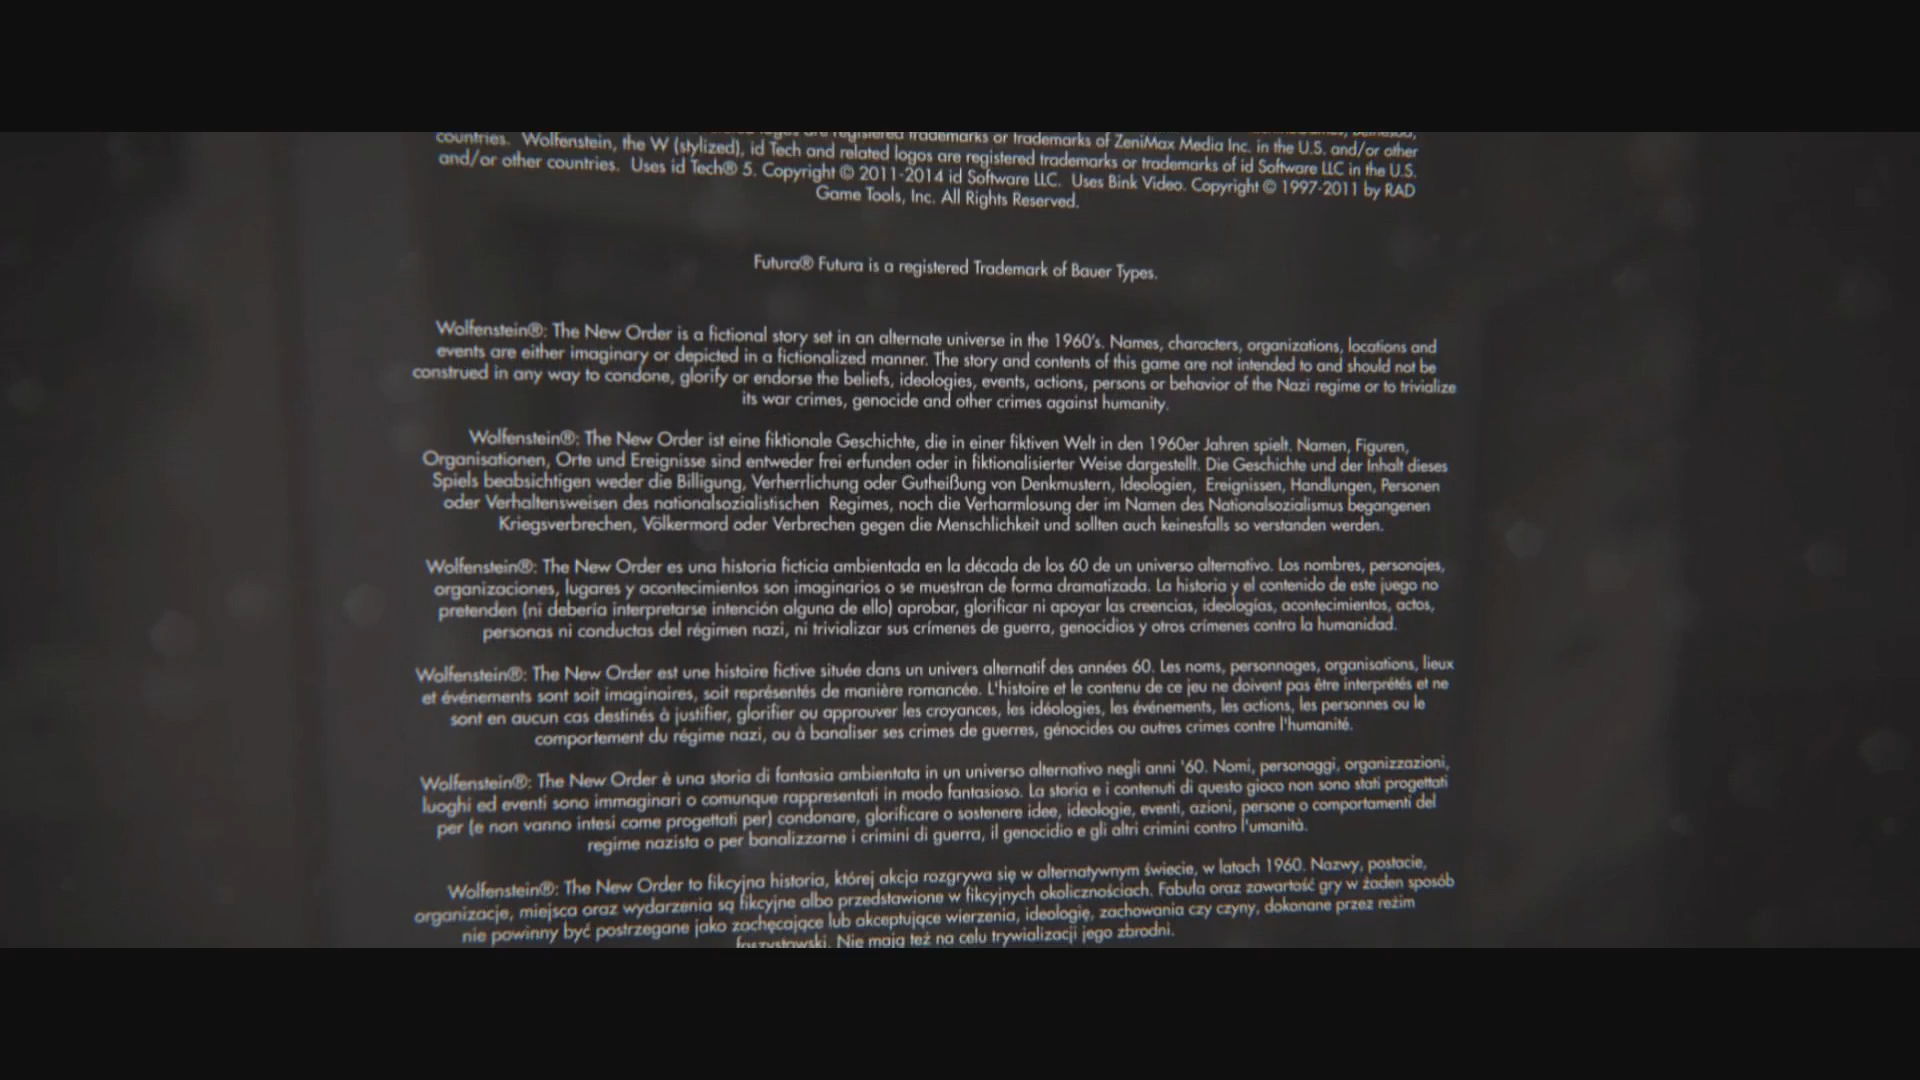 registered trademarks or trademarks of ZeniMax Media Inc. in the U.S. and/or other
countries. Wolfenstein, the W (stylized), id Tech and related logos are registered trademarks or trademarks of id Software LLC in the U.S.
and/or other countries. Uses id Tech® 5. Copyright © 2011-2014 id Software LLC. Uses Bink Video. Copyright © 1997-2011 by RAD
Game Tools, Inc. All Rights Reserved.
Futura® Futura is a registered Trademark of Bauer Types.
Wolfenstein®: The New Order is a fictional story set in an alternate universe in the 1960's. Names, characters, organizations, locations and
events are either imaginary or depicted in a fictionalized manner. The story and contents of this game are not intended to and should not be
construed in any way to condone, glorify or endorse the beliefs, ideologies, events, actions, persons or behavior of the Nazi regime or to trivialize
its war crimes, genocide and other crimes against humanity.
Wolfenstein®: The New Order ist eine fiktionale Geschichte, die in einer fiktiven Welt in den 1960er Jahren spielt. Namen, Figuren,
Organisationen, Orte und Ereignisse sind entweder frei erfunden oder in fiktionalisierter Weise dargestellt. Die Geschichte und der Inhalt dieses
Spiels beabsichtigen weder die Billigung, Verherrlichung oder Gutheißung von Denkmustern, Ideologien, Ereignissen, Handlungen, Personen
oder Verhaltensweisen des nationalsozialistischen Regimes, noch die Verharmlosung der im Namen des Nationalsozialismus begangenen
Kriegsverbrechen, Völkermord oder Verbrechen gegen die Menschlichkeit und sollten auch keinesfalls so verstanden werden.
Wolfenstein®: The New Order es una historia ficticia ambientada en la década de los 60 de un universo alternativo. Los nombres, personajes,
organizaciones, lugares y acontecimientos son imaginarios o se muestran de forma dramatizada. La historia y el contenido de este juego no
pretenden (ni debería interpretarse intención alguna de ello) aprobar, glorificar ni apoyar las creencias, ideologías, acontecimientos, actos,
personas ni conductas del régimen nazi, ni trivializar sus crímenes de guerra, genocidios y otros crímenes contra la humanidad.
Wolfenstein®: The New Order est une histoire fictive située dans un univers alternatif des années 60. Les noms, personnages, organisations, lieux
et événements sont soit imaginaires, soit représentés de manière romancée. L'histoire et le contenu de ce jeu ne doivent pas être interprétés et ne
sont en aucun cas destinés à justifier, glorifier ou approuver les croyances, les idéologies, les événements, les actions, les personnes ou le
comportement du régime nazi, ou à banaliser ses crimes de guerres, génocides ou autres crimes contre l'humanité.
Wolfenstein®: The New Order è una storia di fantasia ambientata in un universo alternativo negli anni '60. Nomi, personaggi, organizzazioni,
luoghi ed eventi sono immaginari o comunque rappresentati in modo fantasioso. La storia e i contenuti di questo gioco non sono stati progettati
per (e non vanno intesi come progettati per) condonare, glorificare o sostenere idee, ideologie, eventi, azioni, persone o comportamenti del
regime nazista o per banalizzarne i crimini di guerra, il genocidio e gli altri crimini contro l'umanità.
Wolfenstein®: The New Order to fikcyjna historia, której akcja rozgrywa się w alternatywnym świecie, w latach 1960. Nazwy, postacie,
organizacje, miejsca oraz wydarzenia są fikcyjne albo przedstawione w fikcyjnych okolicznościach. Fabuła oraz zawartość gry w żaden sposób
nie powinny być postrzegane jako zachęcające lub akceptujące wierzenia, ideologię, zachowania czy czyny, dokonane przez reżim
faszystowski. Nie mają też na celu trywializacji jego zbrodni.